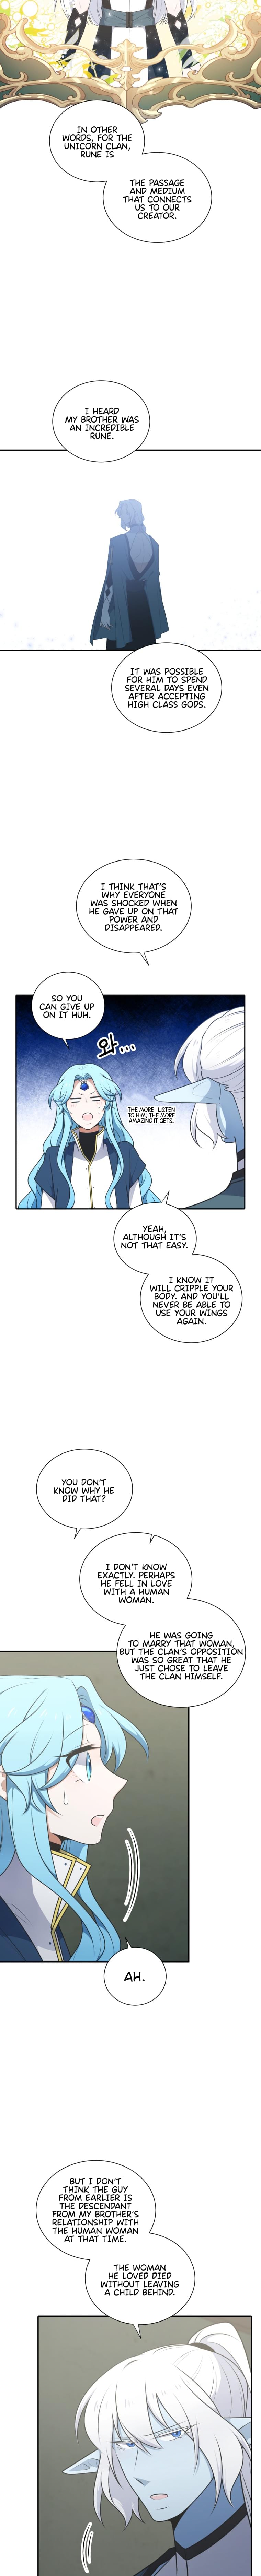 IN OTHER
WORDS, FOR THE
UNICORN CLAN,
RUNE IS
THE PASSAGE
AND MEDIUM
THAT CONNECTS
US TO OUR
CREATOR.
I HEARD
MY BROTHER WAS
AN INCREDIBLE
RUNE.
IT WAS POSSIBLE
FOR HIM TO SPEND
SEVERAL DAYS EVEN
AFTER ACCEPTING
HIGH CLASS GODS.
I THINK THAT'S
WHY EVERYONE
WAS SHOCKED WHEN
HE GAVE UP ON THAT
POWER AND
DISAPPEARED.
SO YOU
CAN GIVE UP
ON IT HUH.
와...
THE MORE I LISTEN
TO HIM, THE MORE
AMAZING IT GETS.
YEAH,
ALTHOUGH IT'S
NOT THAT EASY.
I KNOW IT
WILL CRIPPLE YOUR
BODY. AND YOU'LL
NEVER BE ABLE TO
USE YOUR WINGS
AGAIN.
YOU DON'T
KNOW WHY HE
DID THAT?
I DON'T KNOW
EXACTLY. PERHAPS
HE FELL IN LOVE
WITH A HUMAN
WOMAN.
HE WAS GOING
TO MARRY THAT WOMAN,
BUT THE CLAN'S OPPOSITION
WAS SO GREAT THAT HE
JUST CHOSE TO LEAVE
THE CLAN HIMSELF.
AH.
BUT I DON'T
THINK THE GUY
FROM EARLIER IS
THE DESCENDANT
FROM MY BROTHER'S
RELATIONSHIP WITH
THE HUMAN WOMAN
AT THAT TIME.
THE WOMAN
HE LOVED DIED
WITHOUT LEAVING
A CHILD BEHIND.